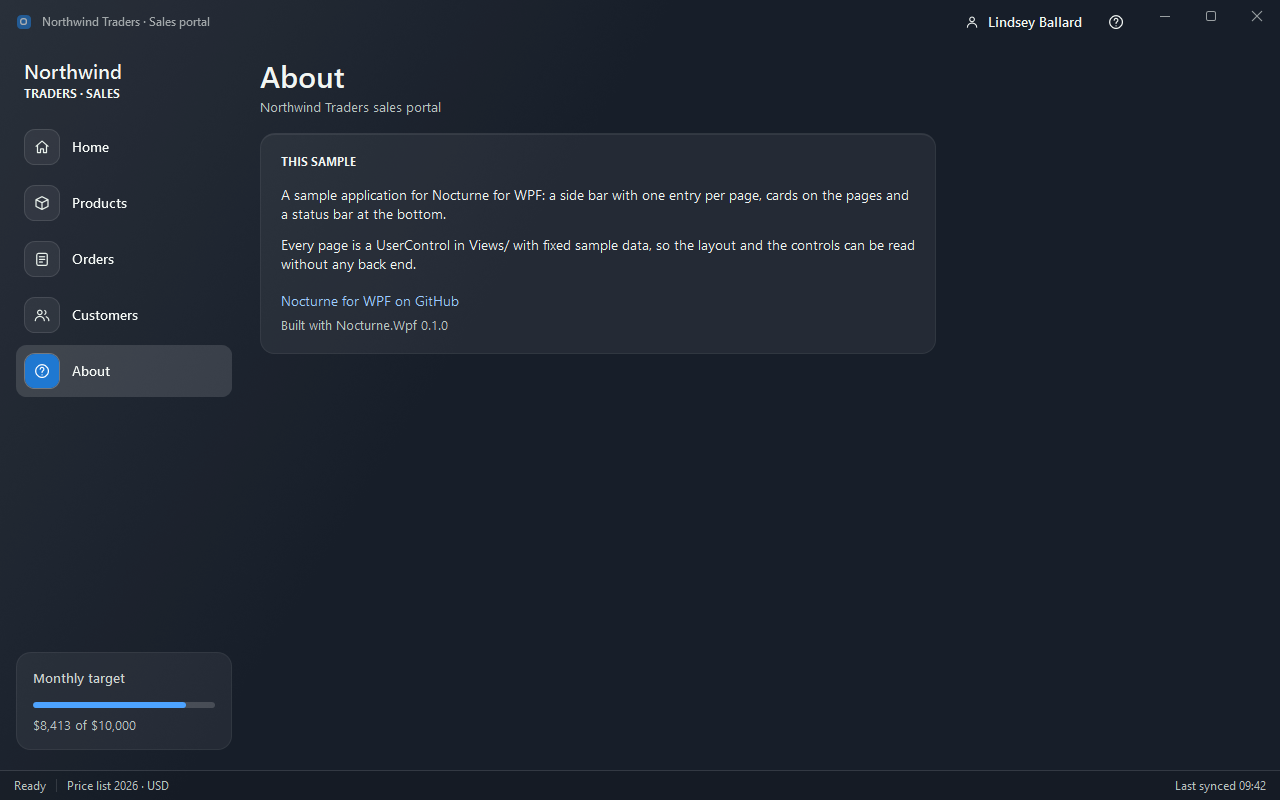 Northwind Traders · Sales portal
Lindsey Ballard
Northwind
TRADERS · SALES
Home
Products
Orders
Customers
About
Monthly target
$8,413 of $10,000
About
Northwind Traders sales portal
THIS SAMPLE
A sample application for Nocturne for WPF: a side bar with one entry per page, cards on the pages and
a status bar at the bottom.
Every page is a UserControl in Views/ with fixed sample data, so the layout and the controls can be read
without any back end.
Nocturne for WPF on GitHub
Built with Nocturne.Wpf 0.1.0
Ready
Price list 2026 · USD
Last synced 09:42